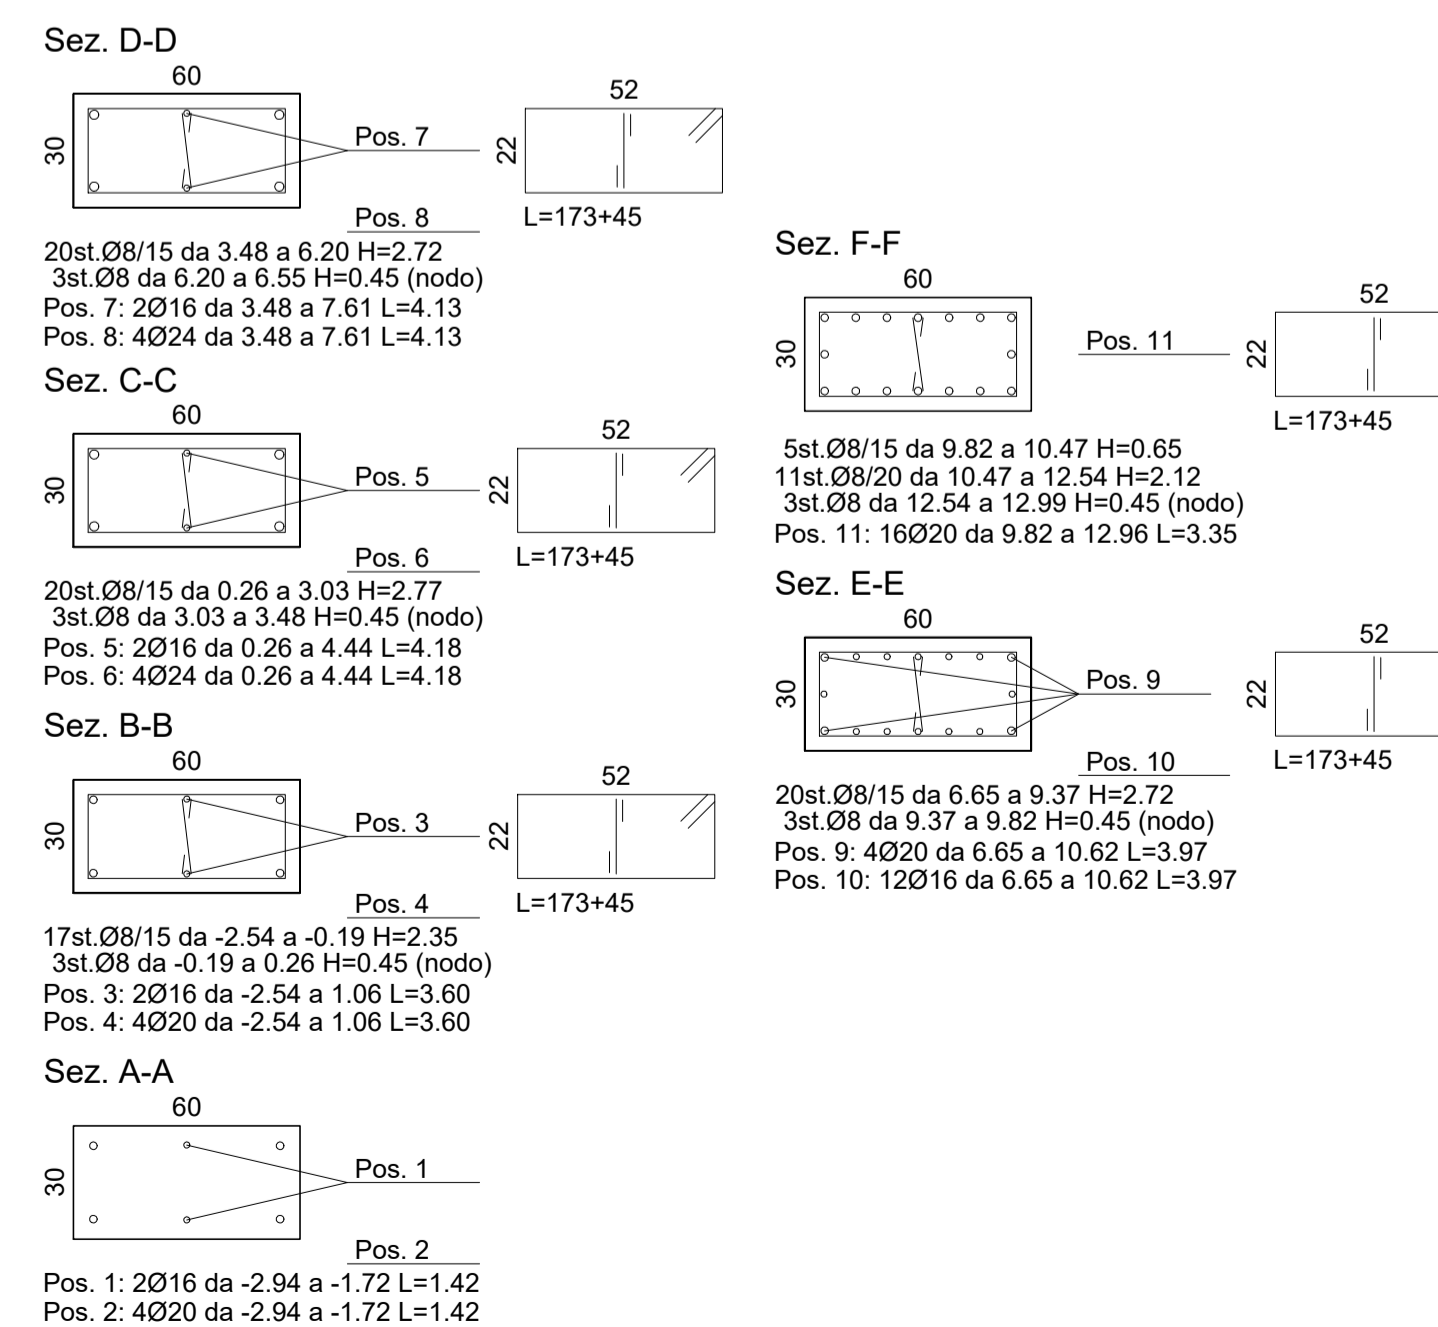 Sez. D-D
60
30
Pos. 7
Pos. 8
52
22
L=173+45
20st.Ø8/15 da 3.48 a 6.20 H=2.72
3st.Ø8 da 6.20 a 6.55 H=0.45 (nodo)
Pos. 7: 2Ø16 da 3.48 a 7.61 L=4.13
Pos. 8: 4Ø24 da 3.48 a 7.61 L=4.13
Sez. C-C
60
30
Pos. 5
Pos. 6
52
22
L=173+45
20st.Ø8/15 da 0.26 a 3.03 H=2.77
3st.Ø8 da 3.03 a 3.48 H=0.45 (nodo)
Pos. 5: 2Ø16 da 0.26 a 4.44 L=4.18
Pos. 6: 4Ø24 da 0.26 a 4.44 L=4.18
Sez. B-B
60
30
Pos. 3
Pos. 4
52
22
L=173+45
17st.Ø8/15 da -2.54 a -0.19 H=2.35
3st.Ø8 da -0.19 a 0.26 H=0.45 (nodo)
Pos. 3: 2Ø16 da -2.54 a 1.06 L=3.60
Pos. 4: 4Ø20 da -2.54 a 1.06 L=3.60
Sez. A-A
60
30
Pos. 1
Pos. 2
Pos. 1: 2Ø16 da -2.94 a -1.72 L=1.42
Pos. 2: 4Ø20 da -2.94 a -1.72 L=1.42
Sez. F-F
60
30
Pos. 11
52
22
L=173+45
5st.Ø8/15 da 9.82 a 10.47 H=0.65
11st.Ø8/20 da 10.47 a 12.54 H=2.12
3st.Ø8 da 12.54 a 12.99 H=0.45 (nodo)
Pos. 11: 16Ø20 da 9.82 a 12.96 L=3.35
Sez. E-E
60
30
Pos. 9
Pos. 10
52
22
L=173+45
20st.Ø8/15 da 6.65 a 9.37 H=2.72
3st.Ø8 da 9.37 a 9.82 H=0.45 (nodo)
Pos. 9: 4Ø20 da 6.65 a 10.62 L=3.97
Pos. 10: 12Ø16 da 6.65 a 10.62 L=3.97